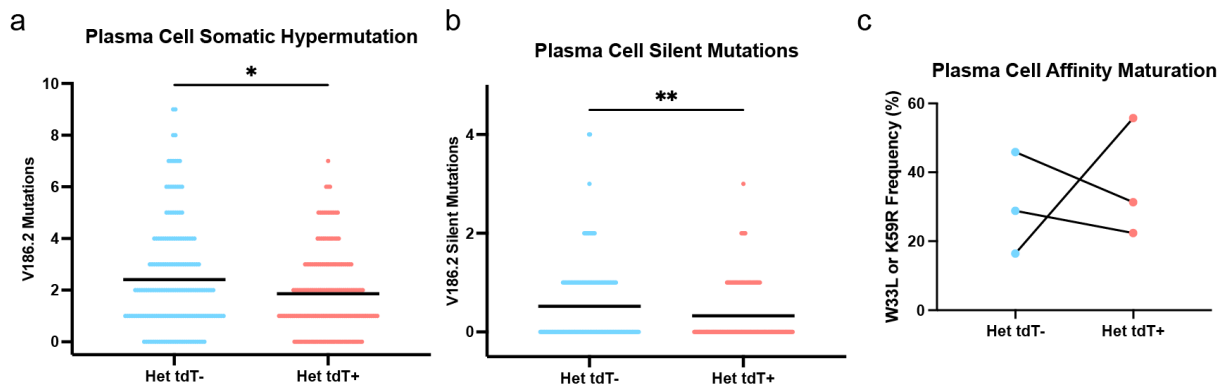 a
Plasma Cell Somatic Hypermutation
*
V186.2 Mutations
10
8
6
4
2
0
Het tdT-
Het tdT+
b
Plasma Cell Silent Mutations
**
V186.2 Silent Mutations
4
2
0
Het tdT-
Het tdT+
c
Plasma Cell Affinity Maturation
W33L or K59R Frequency (%)
60
40
20
0
Het tdT-
Het tdT+